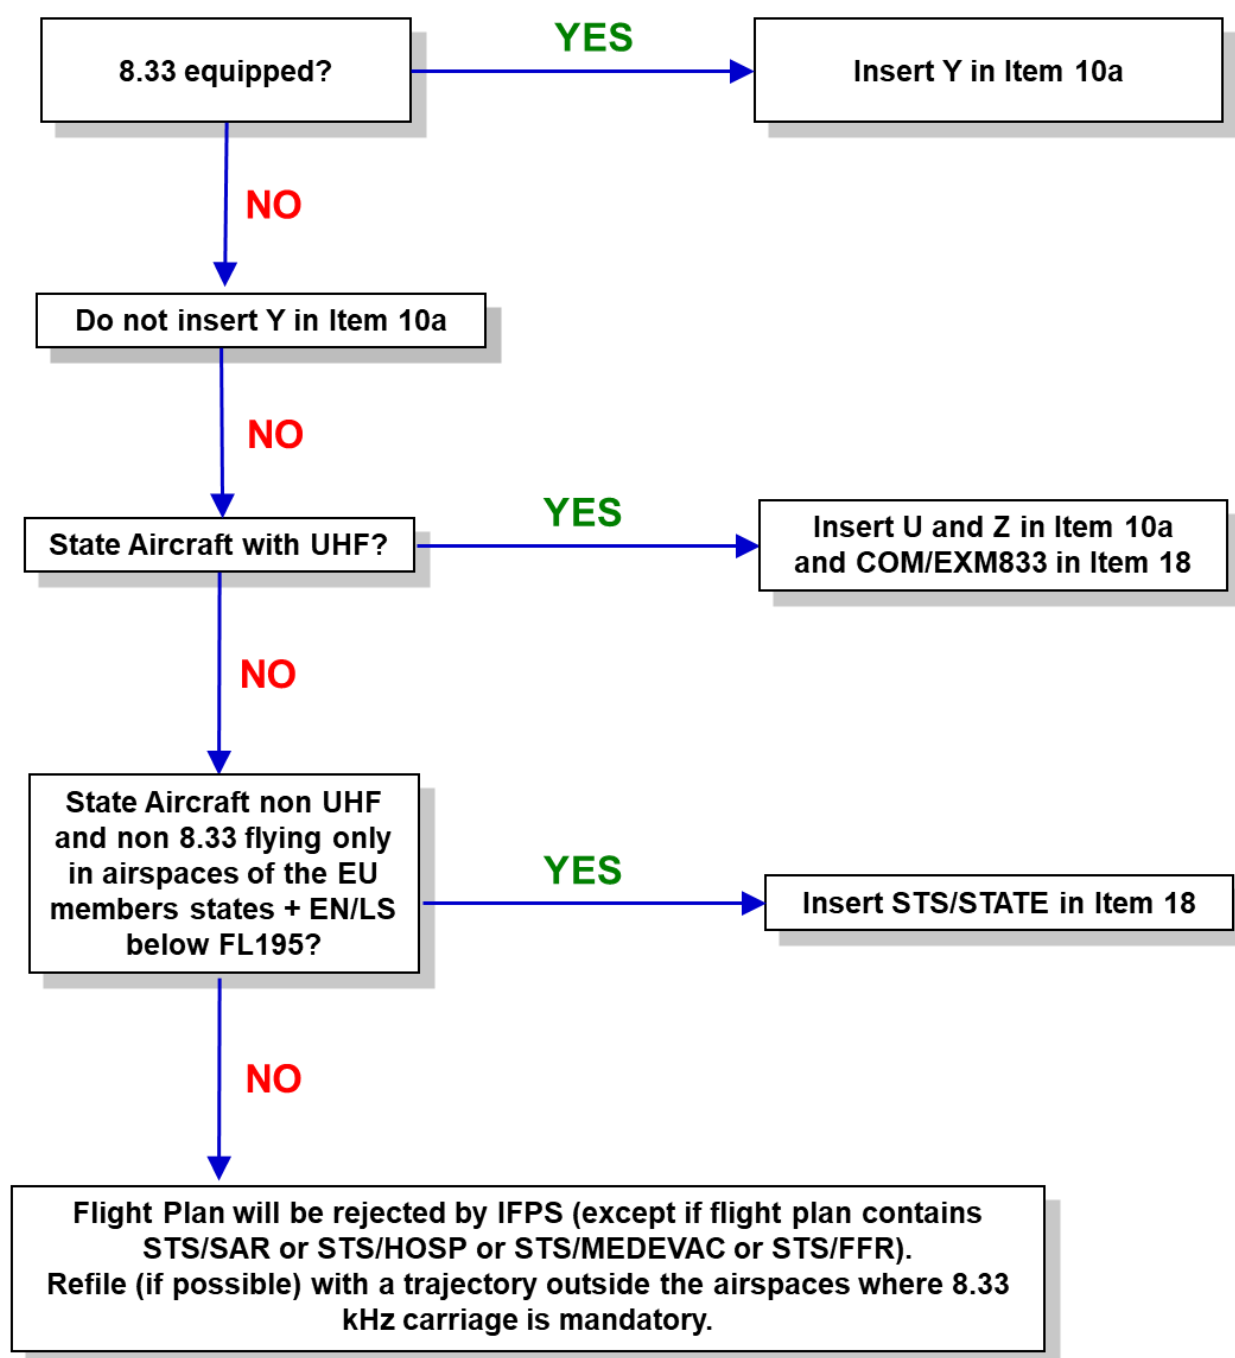 8.33 equipped?
YES
Insert Y in Item 10a
NO
Do not insert Y in Item 10a
NO
State Aircraft with UHF?
YES
Insert U and Z in Item 10a
and COM/EXM833 in Item 18
NO
State Aircraft non UHF
and non 8.33 flying only
in airspaces of the EU
members states + EN/LS
below FL195?
YES
Insert STS/STATE in Item 18
NO
Flight Plan will be rejected by IFPS (except if flight plan contains
STS/SAR or STS/HOSP or STS/MEDEVAC or STS/FFR).
Refile (if possible) with a trajectory outside the airspaces where 8.33
kHz carriage is mandatory.